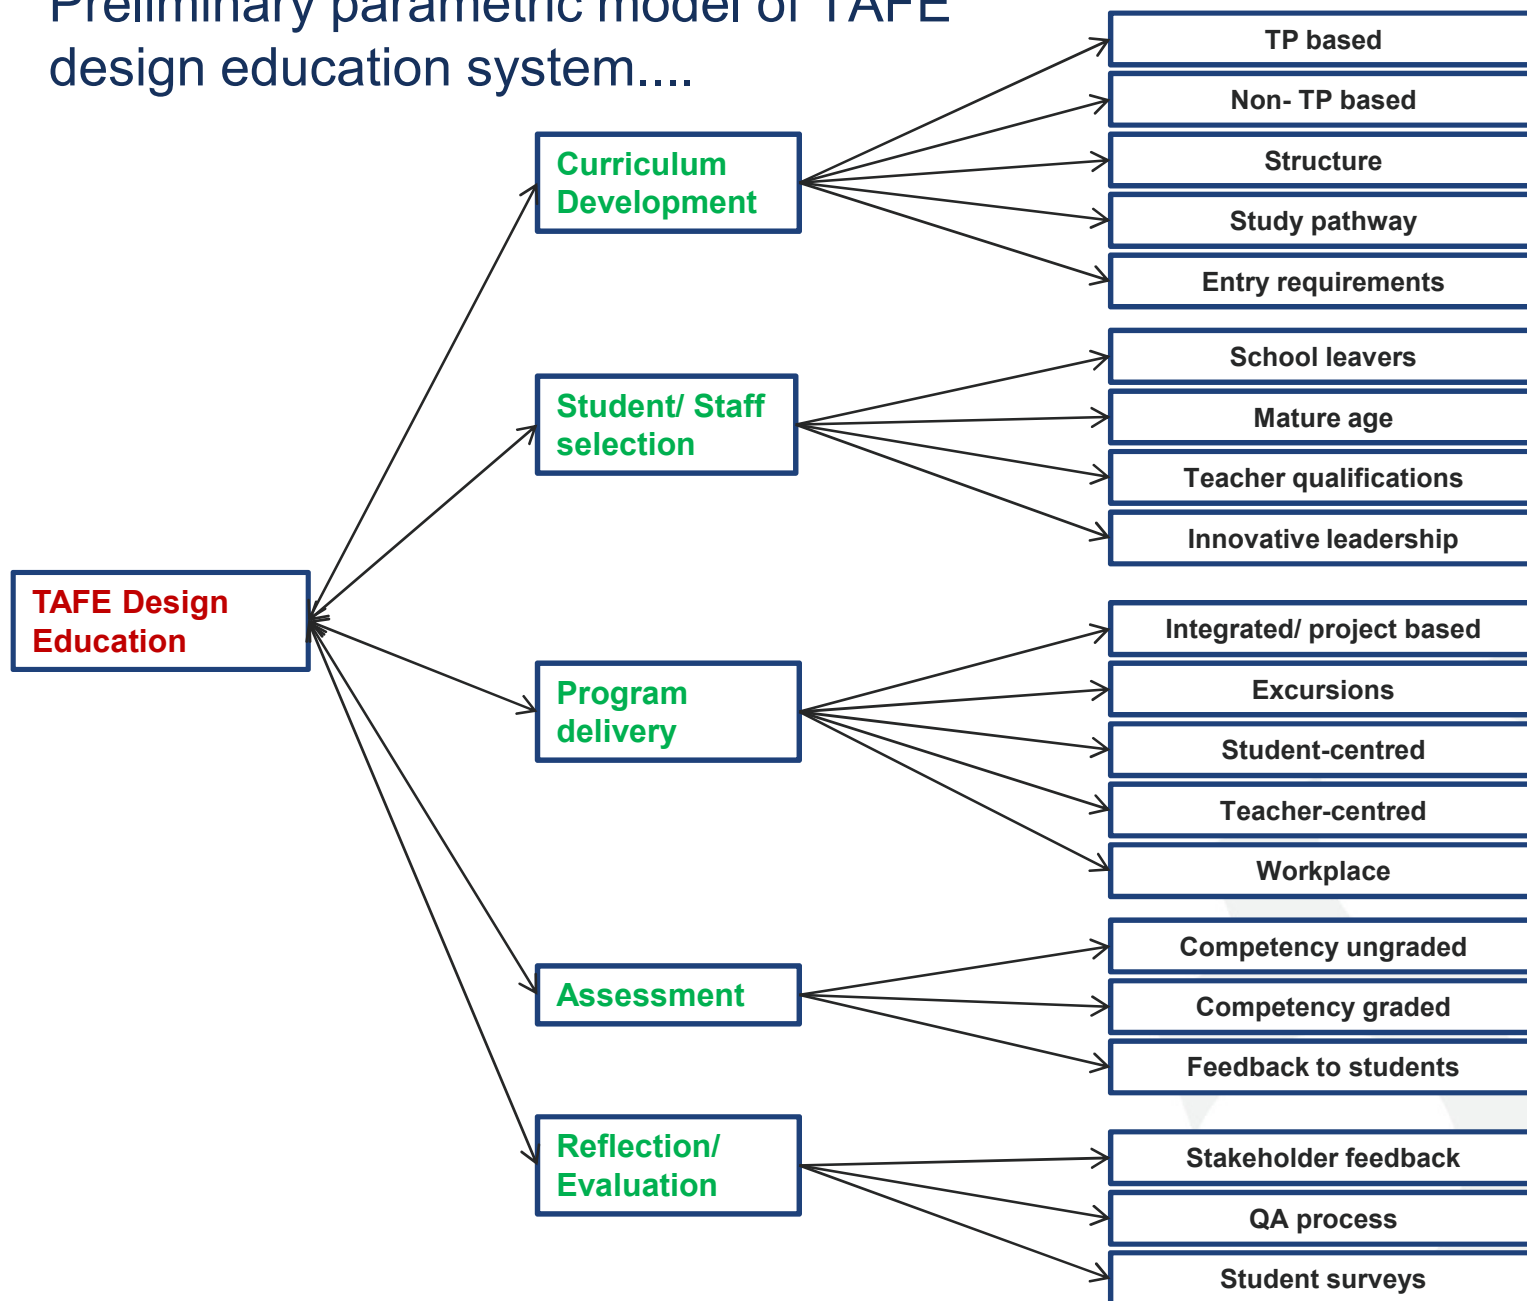 Preliminary parametric model of TAFE
design education system....
TAFE Design
Education
Curriculum
Development
TP based
Non- TP based
Structure
Study pathway
Entry requirements
Student/ Staff
selection
School leavers
Mature age
Teacher qualifications
Innovative leadership
Program
delivery
Integrated/ project based
Excursions
Student-centred
Teacher-centred
Workplace
Assessment
Competency ungraded
Competency graded
Feedback to students
Reflection/
Evaluation
Stakeholder feedback
QA process
Student surveys